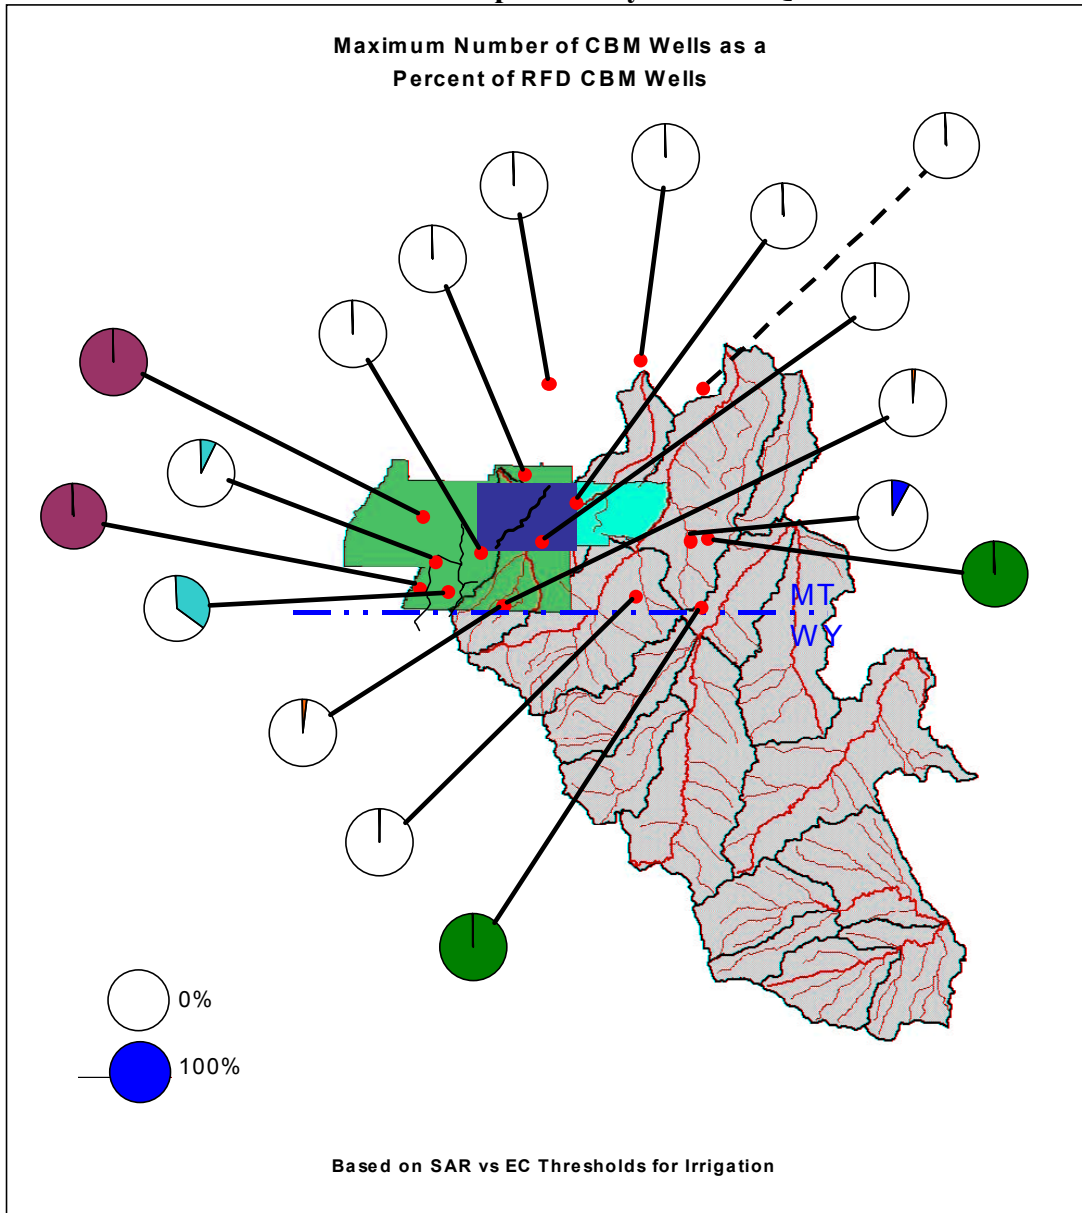 Maximum Number of CBM Wells as a
Percent of RFD CBM Wells
MT
WY
0%
100%
Based on SAR vs EC Thresholds for Irrigation